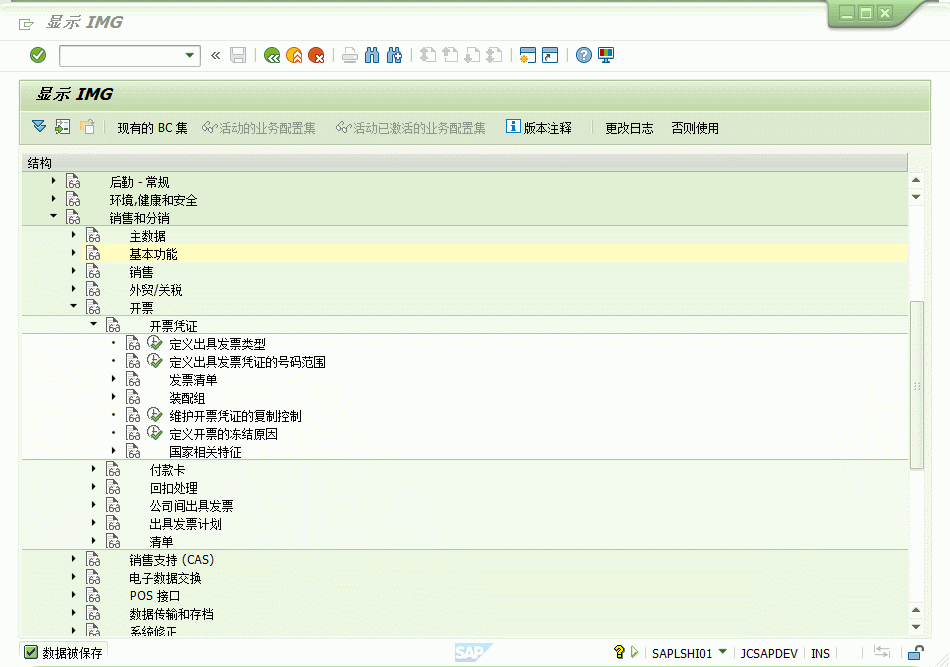 显示 IMG
显示 IMG
现有的 BC 集 活动的业务配置集 活动已激活的业务配置集 版本注释 更改日志 否则使用
结构
后勤 - 常规
环境,健康和安全
销售和分销
主数据
基本功能
销售
外贸/关税
开票
开票凭证
定义出具发票类型
定义出具发票凭证的号码范围
发票清单
装配组
维护开票凭证的复制控制
定义开票的冻结原因
国家相关特征
付款卡
回扣处理
公司间出具发票
出具发票计划
清单
销售支持 (CAS)
电子数据交换
POS 接口
数据传输和存档
系统修正
数据被保存 SAP SAPLSHI01 JCSAPDEV INS